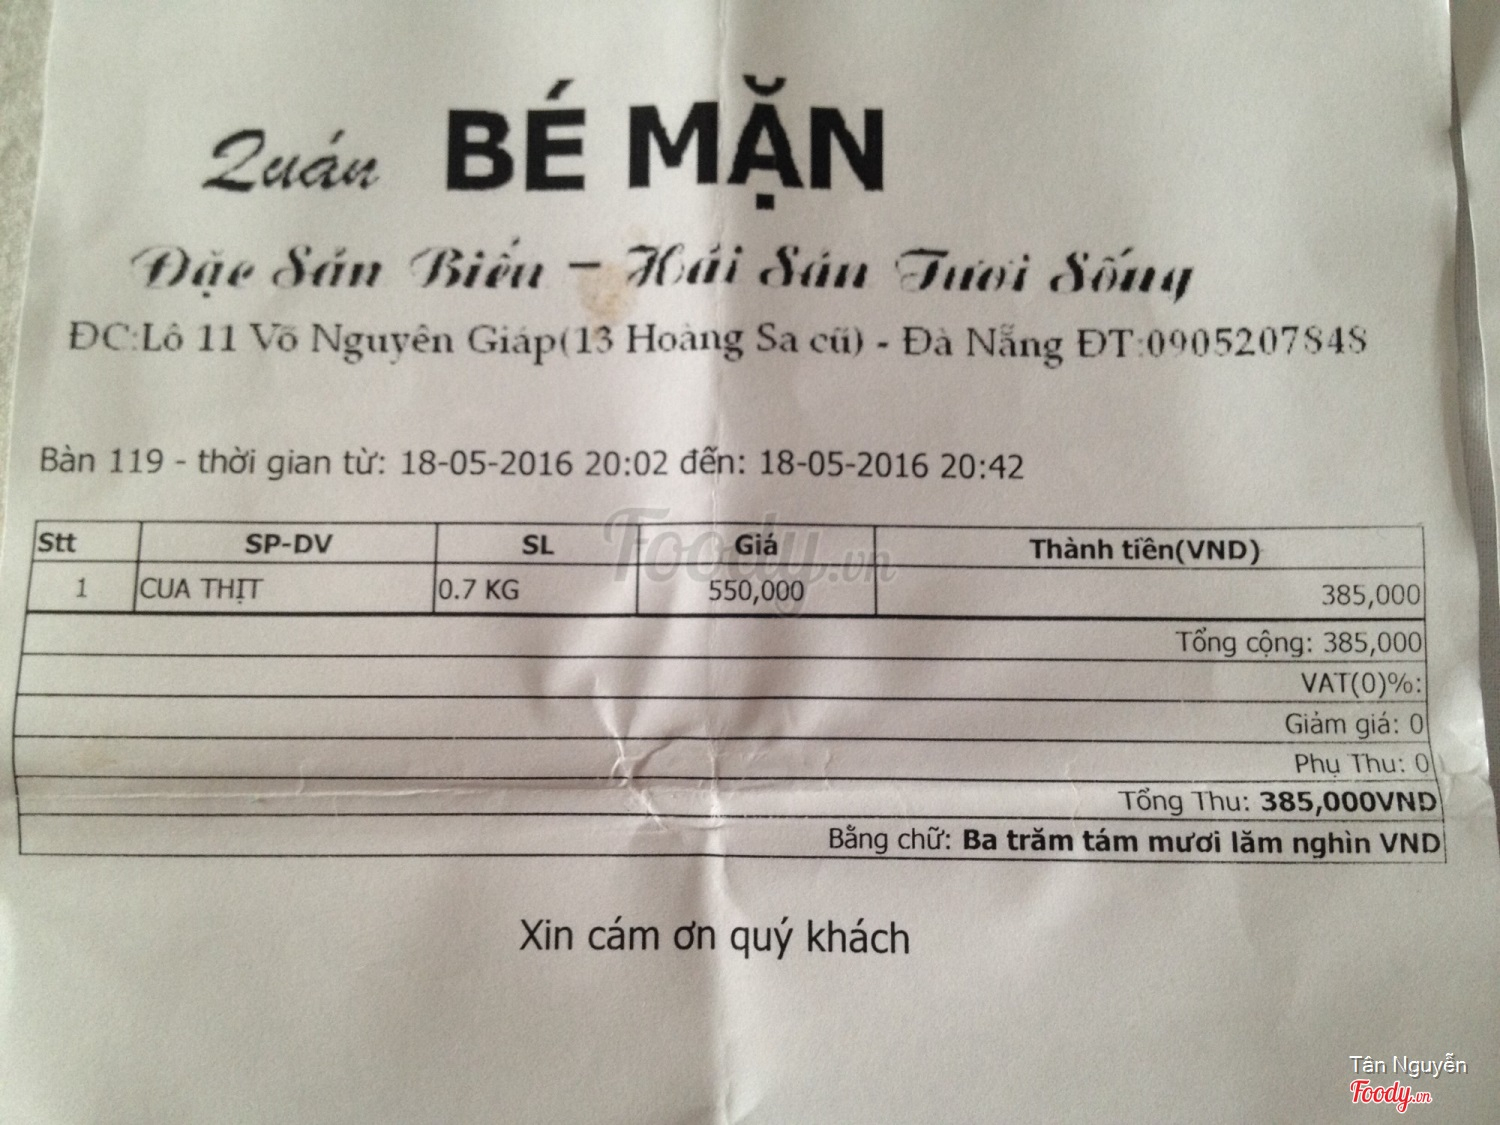 Quán BÉ MẶN
Đặc Sản Biển - Hải Sản Tươi Sống
ĐC:Lô 11 Võ Nguyên Giáp(13 Hoàng Sa cũ) - Đà Nẵng ĐT:0905207848
Bàn 119 - thời gian từ: 18-05-2016 20:02 đến: 18-05-2016 20:42
Stt SP-DV SL Giá Thành tiền(VND)
1 CUA THỊT 0.7 KG 550,000 385,000
Foody.vn
Tổng cộng: 385,000
VAT(0)%:
Giảm giá: 0
Phụ Thu: 0
Tổng Thu: 385,000VND
Bằng chữ: Ba trăm tám mươi lăm nghìn VND
Xin cám ơn quý khách
Tân Nguyễn
Foody.vn